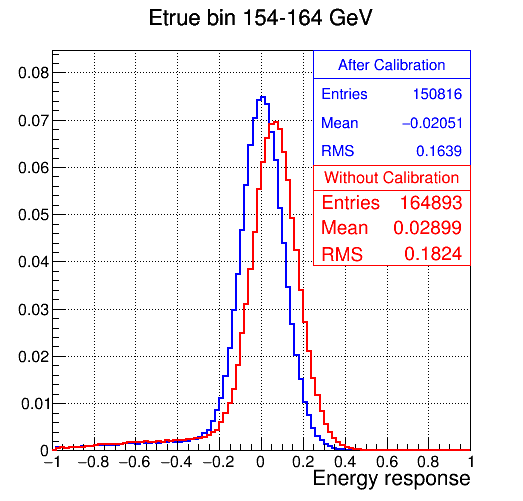 Etrue bin 154-164 GeV
After Calibration
Entries 150816
Mean −0.02051
RMS 0.1639
Without Calibration
Entries 164893
Mean 0.02899
RMS 0.1824
0.08
0.07
0.06
0.05
0.04
0.03
0.02
0.01
0
−1 −0.8 −0.6 −0.4 −0.2 0 0.2 0.4 0.6 0.8 1
Energy response